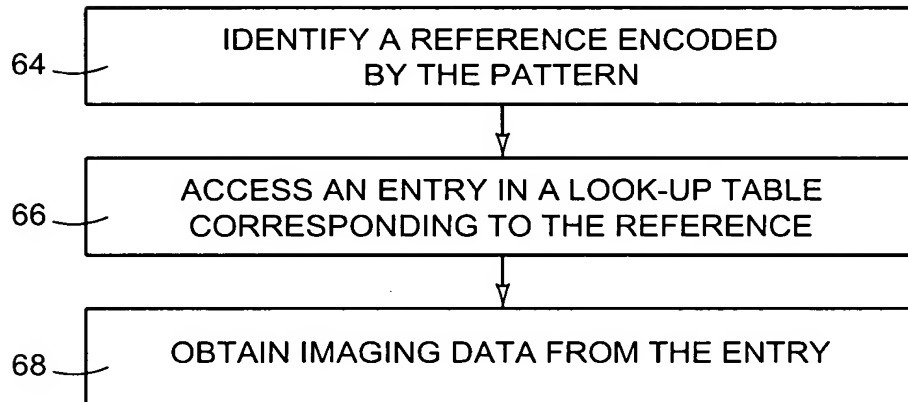 64
IDENTIFY A REFERENCE ENCODED
BY THE PATTERN
66
ACCESS AN ENTRY IN A LOOK-UP TABLE
CORRESPONDING TO THE REFERENCE
68
OBTAIN IMAGING DATA FROM THE ENTRY